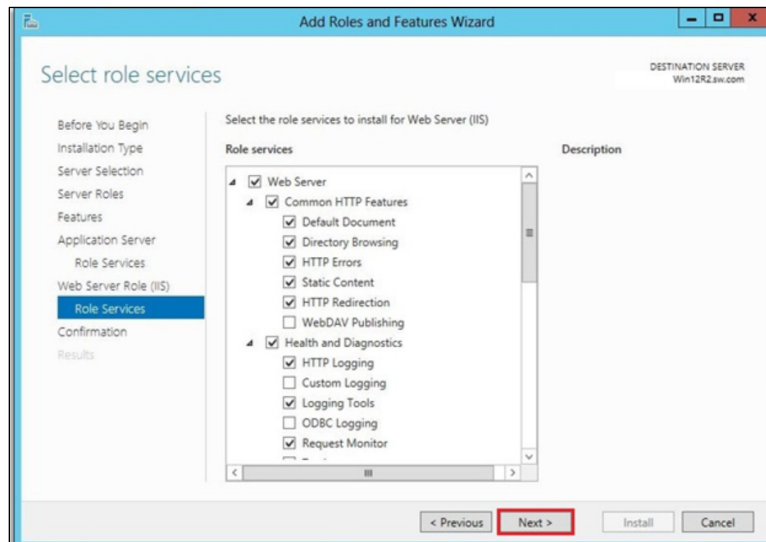 Add Roles and Features Wizard
Select role services
DESTINATION SERVER
Win12R2.sw.com
Before You Begin
Installation Type
Server Selection
Server Roles
Features
Application Server
Role Services
Web Server Role (IIS)
Role Services
Confirmation
Results
Select the role services to install for Web Server (IIS)
Role services
Description
Web Server
Common HTTP Features
Default Document
Directory Browsing
HTTP Errors
Static Content
HTTP Redirection
WebDAV Publishing
Health and Diagnostics
HTTP Logging
Custom Logging
Logging Tools
ODBC Logging
Request Monitor
< Previous
Next >
Install
Cancel